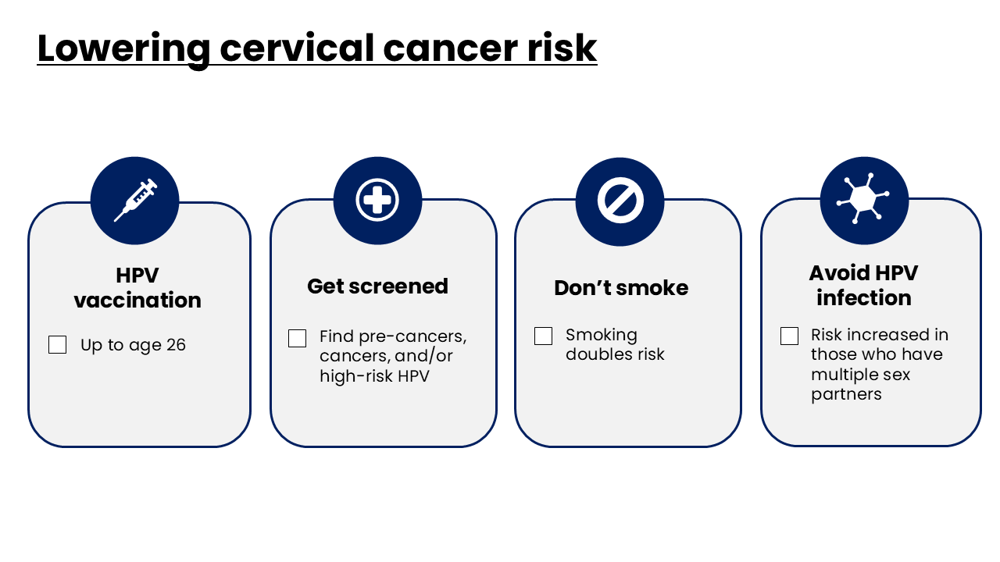 Lowering cervical cancer risk
HPV
vaccination
Up to age 26
Get screened
Find pre-cancers,
cancers, and/or
high-risk HPV
Don’t smoke
Smoking
doubles risk
Avoid HPV
infection
Risk increased in
those who have
multiple sex
partners